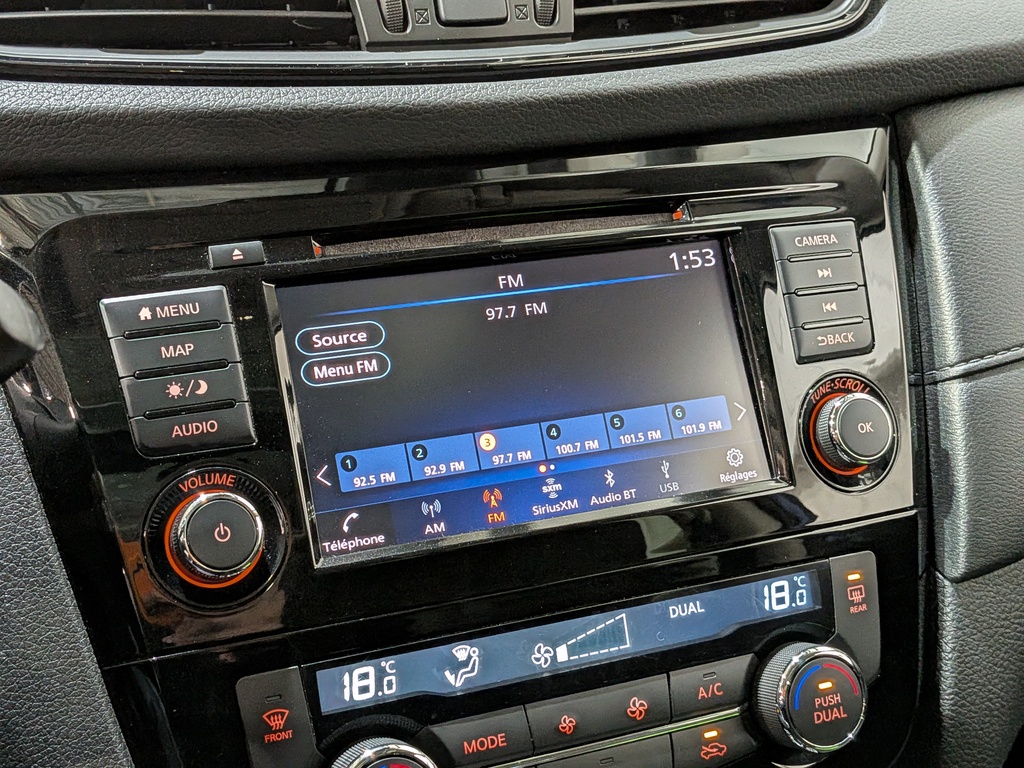 CAMERA
1:53
FM
MENU
97.7 FM
Source
BACK
MAP
Menu FM
/
AUDIO
TUNE·SCROLL
OK
1 92.5 FM
2 92.9 FM
3 97.7 FM
4 100.7 FM
5 101.5 FM
6 101.9 FM
VOLUME
Téléphone
AM
FM
sxm
SiriusXM
Audio BT
USB
Réglages
18.0 °C
DUAL
18.0 °C
REAR
FRONT
MODE
A/C
PUSH
DUAL